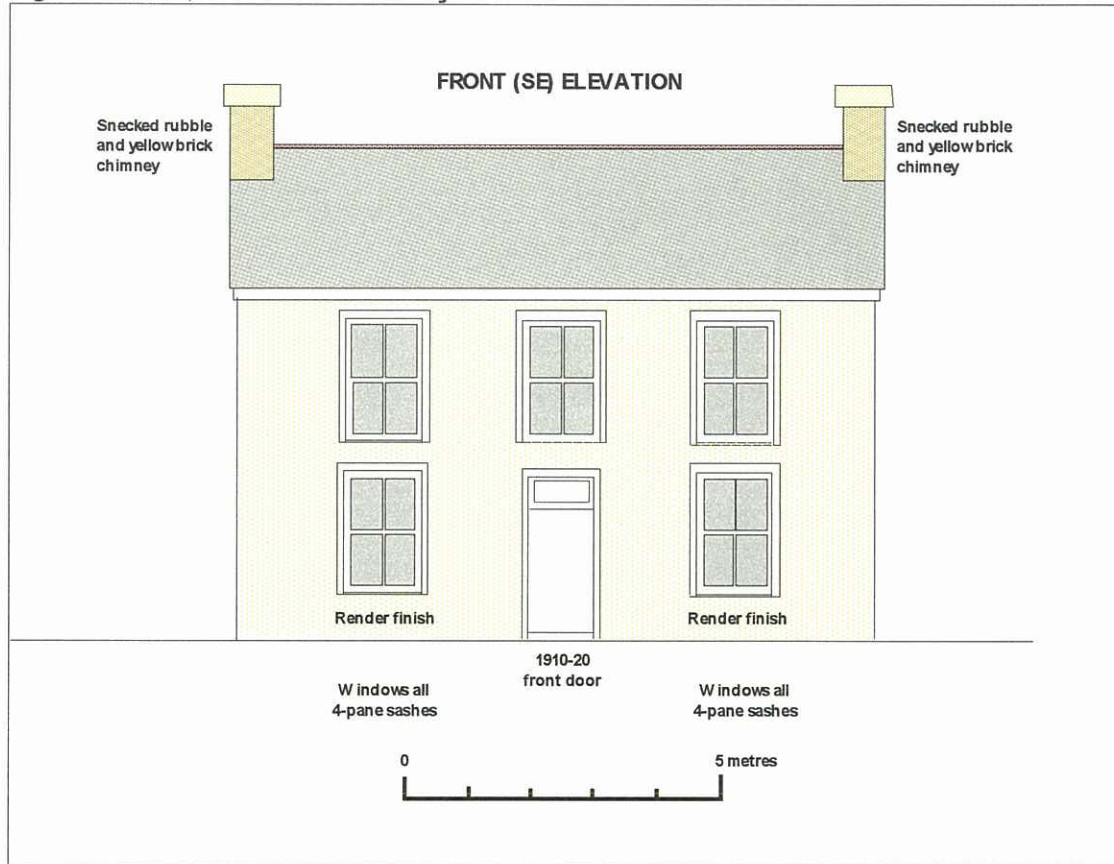 FRONT (SE) ELEVATION
Snecked rubble
and yellow brick
chimney
Snecked rubble
and yellow brick
chimney
Render finish
Render finish
1910-20
front door
Windows all
4-pane sashes
Windows all
4-pane sashes
0
5 metres